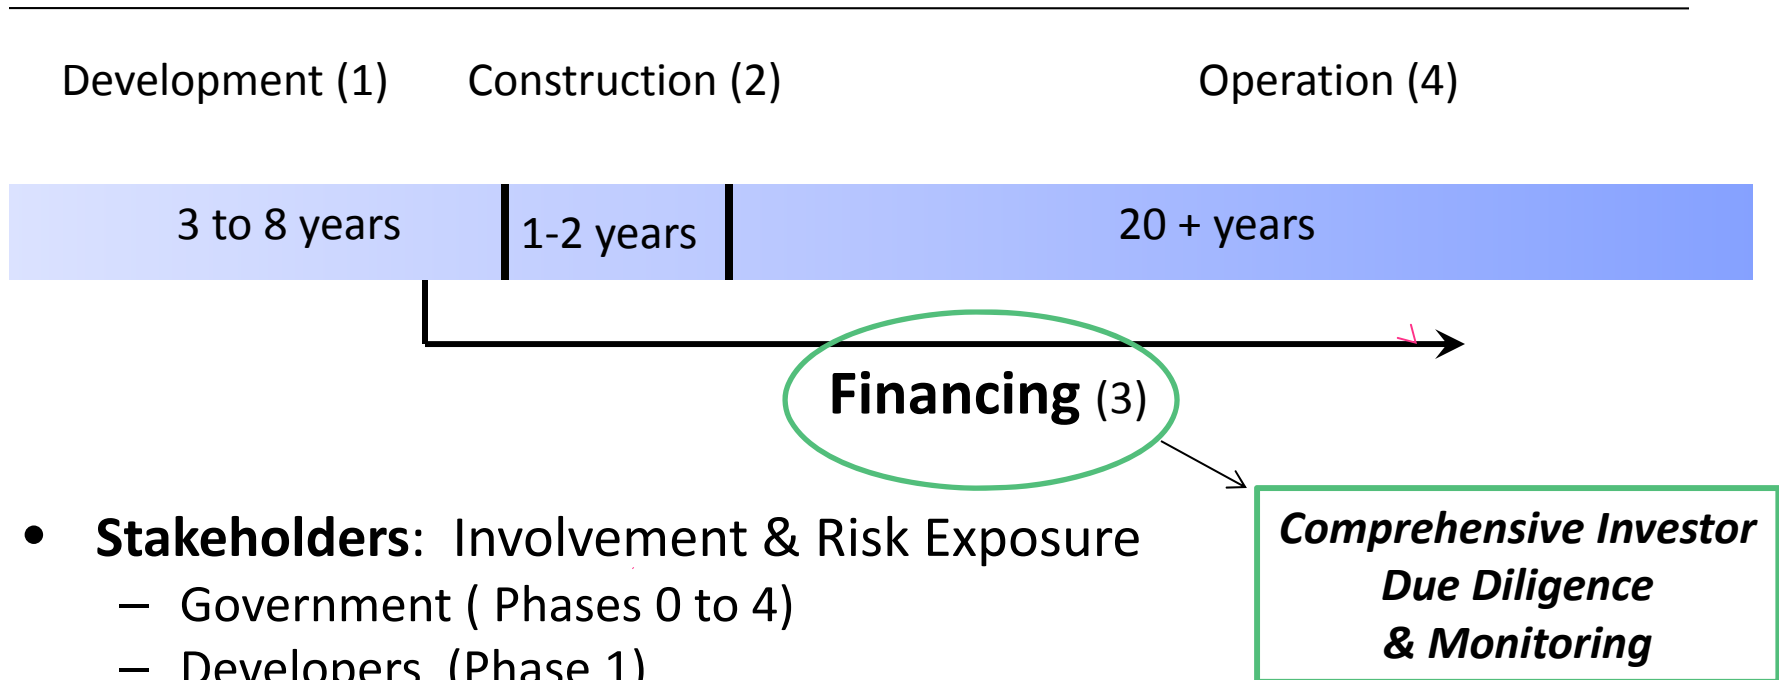 Development (1) Construction (2) Operation (4)
3 to 8 years 1-2 years 20 + years
Financing (3)
• Stakeholders: Involvement & Risk Exposure
– Government ( Phases 0 to 4)
– Developers (Phase 1)
Comprehensive Investor
Due Diligence
& Monitoring